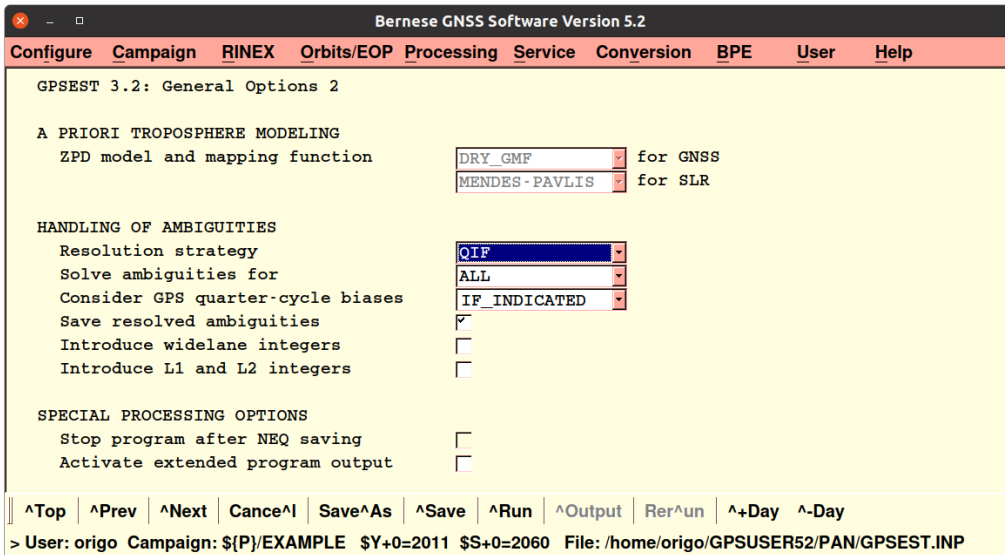 Bernese GNSS Software Version 5.2
Configure Campaign RINEX Orbits/EOP Processing Service Conversion BPE User Help
GPSEST 3.2: General Options 2
A PRIORI TROPOSPHERE MODELING
ZPD model and mapping function DRY_GMF for GNSS
MENDES-PAVLIS for SLR
HANDLING OF AMBIGUITIES
Resolution strategy QIF
Solve ambiguities for ALL
Consider GPS quarter-cycle biases IF_INDICATED
Save resolved ambiguities
Introduce widelane integers
Introduce L1 and L2 integers
SPECIAL PROCESSING OPTIONS
Stop program after NEQ saving
Activate extended program output
^Top ^Prev ^Next Cance^l Save^As ^Save ^Run ^Output Rer^un ^+Day ^-Day
> User: origo Campaign: ${P}/EXAMPLE $Y+0=2011 $S+0=2060 File: /home/origo/GPSUSER52/PAN/GPSEST.INP